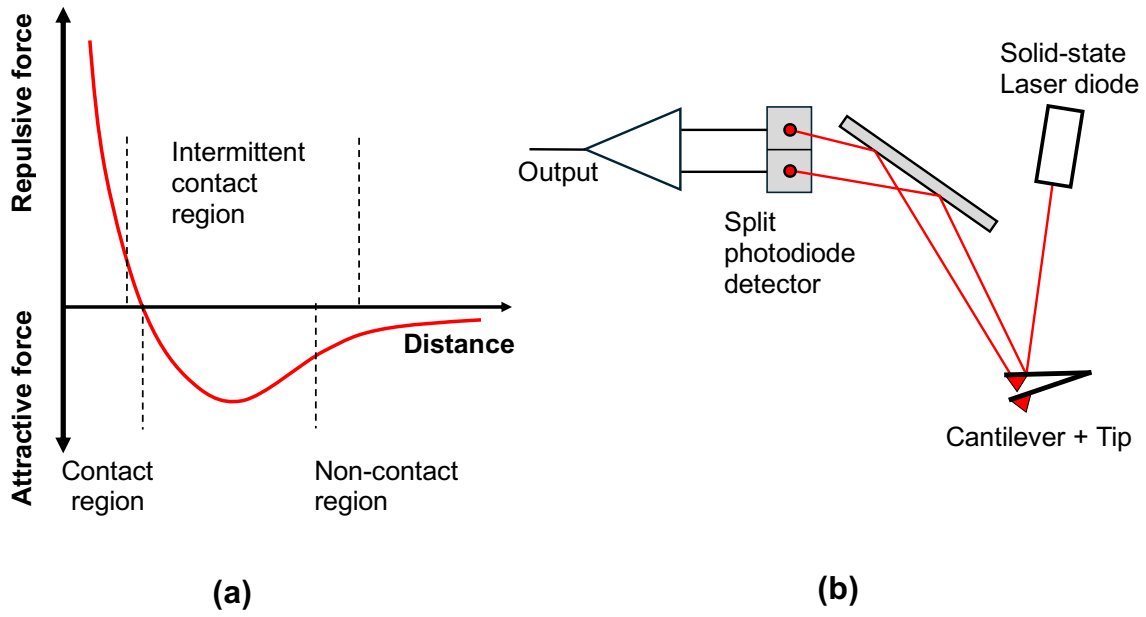 Repulsive force
Attractive force
Intermittent
contact
region
Distance
Contact
region
Non-contact
region
(a)
Solid-state
Laser diode
Output
Split
photodiode
detector
Cantilever + Tip
(b)